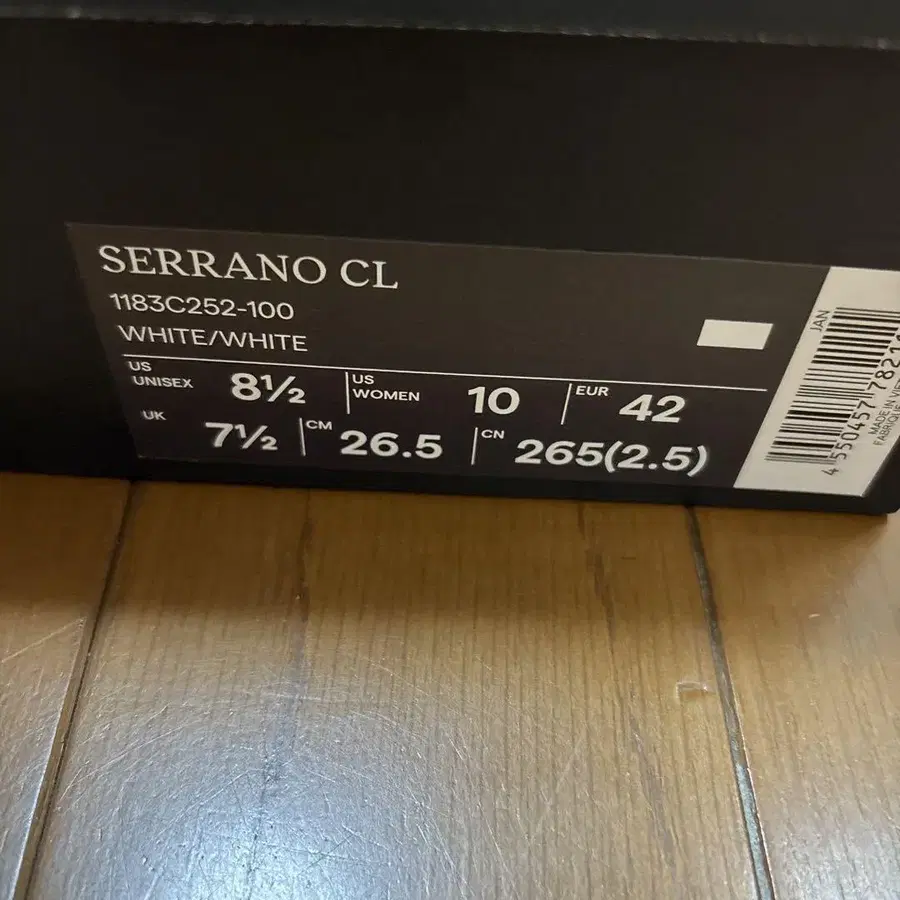 SERRANO CL
1183C252-100
WHITE/WHITE
US UNISEX 8½ US WOMEN 10 EUR 42
UK 7½ CM 26.5 CN 265(2.5)
JAN
MADE IN
FABRIQUÉ